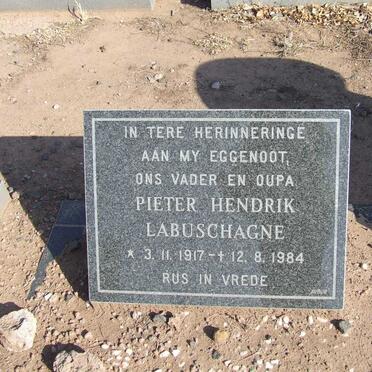 IN TERE HERINNERINGE
AAN MY EGGENOOT,
ONS VADER EN OUPA
PIETER HENDRIK
LABUSCHAGNE
* 3.11.1917 - † 12.8.1984
RUS IN VREDE